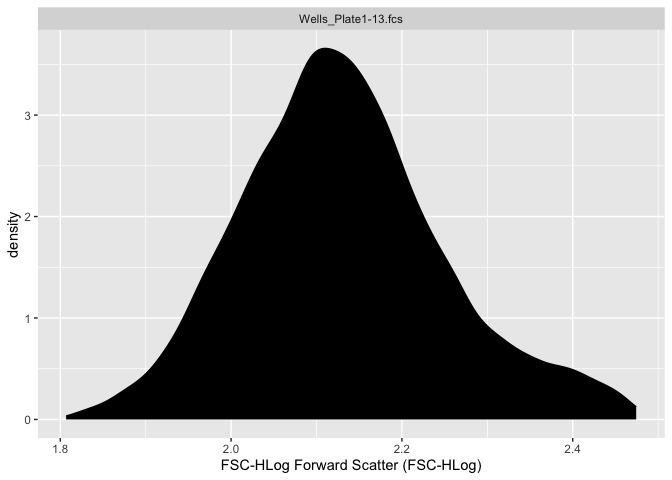 Wells_Plate1-13.fcs
3
2
1
0
density
1.8
2.0
2.2
2.4
FSC-HLog Forward Scatter (FSC-HLog)